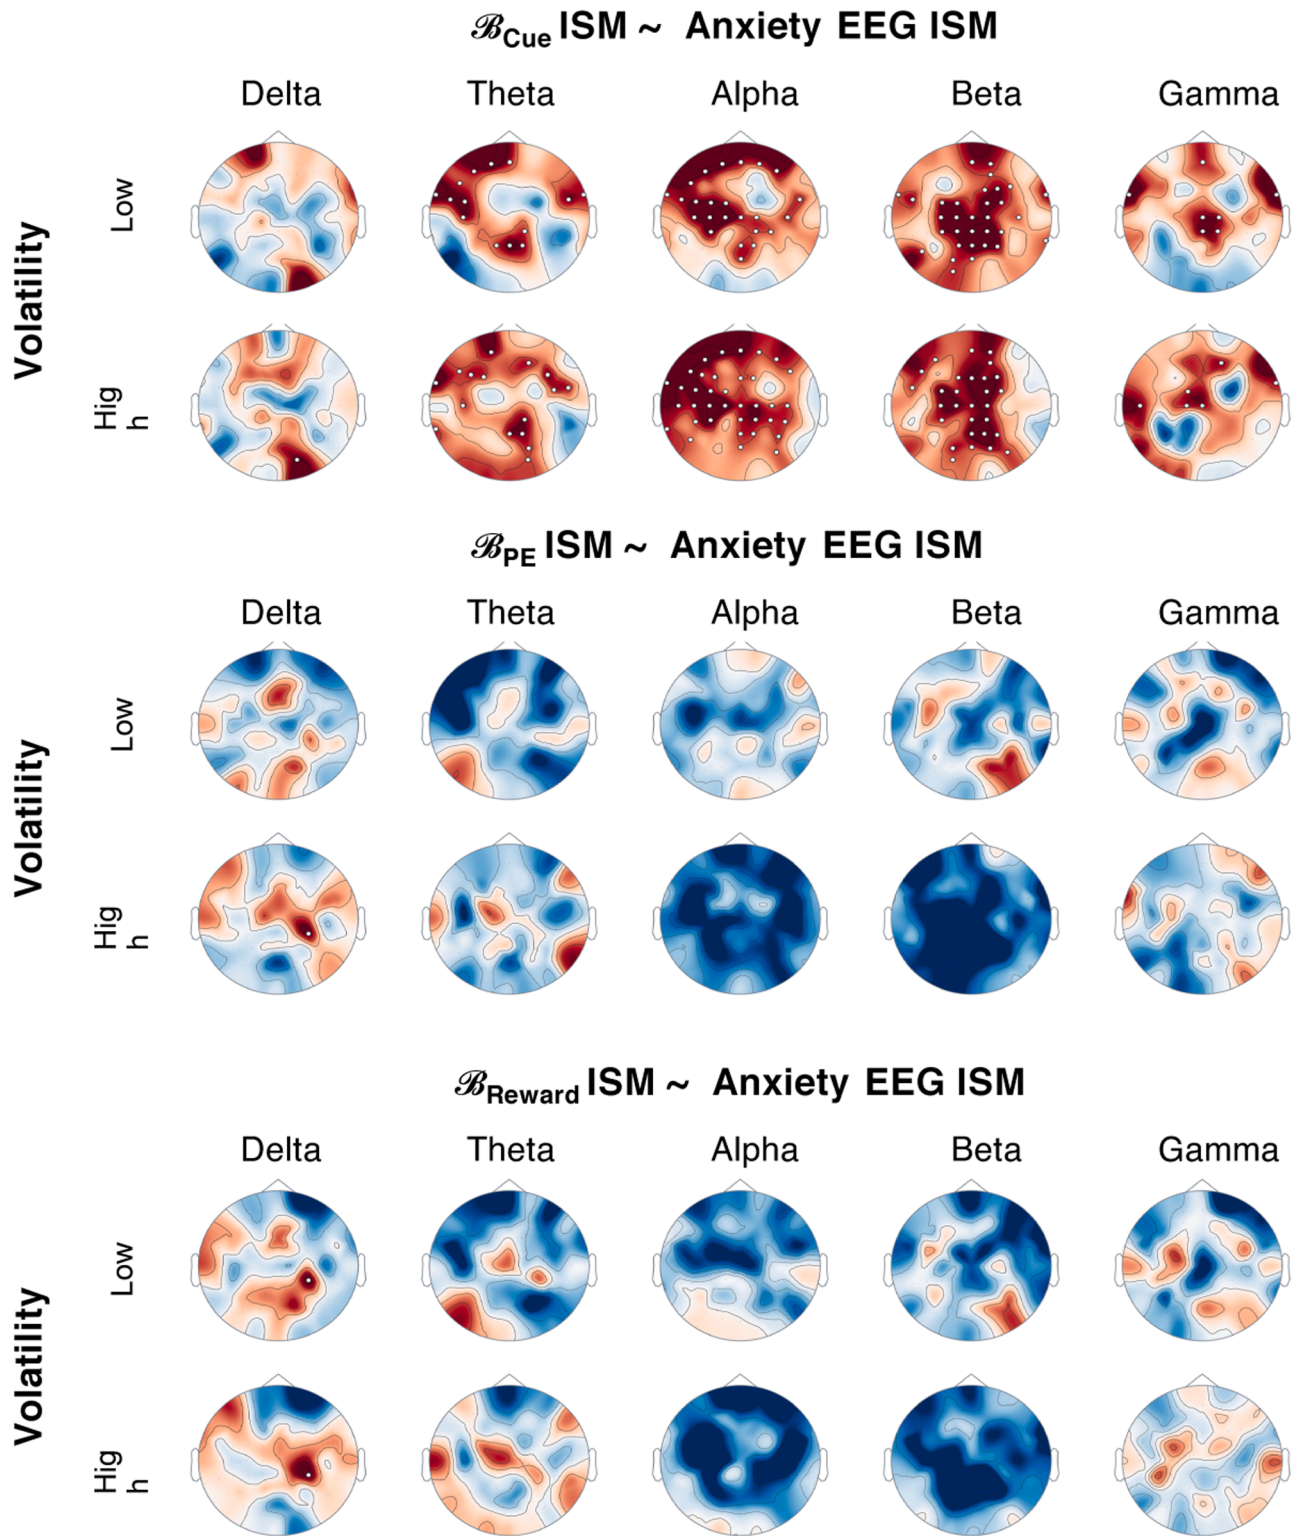 ℬCue ISM ~ Anxiety EEG ISM
Delta Theta Alpha Beta Gamma
Volatility
Low
Hig
h
ℬPE ISM ~ Anxiety EEG ISM
Delta Theta Alpha Beta Gamma
Volatility
Low
Hig
h
ℬReward ISM ~ Anxiety EEG ISM
Delta Theta Alpha Beta Gamma
Volatility
Low
Hig
h